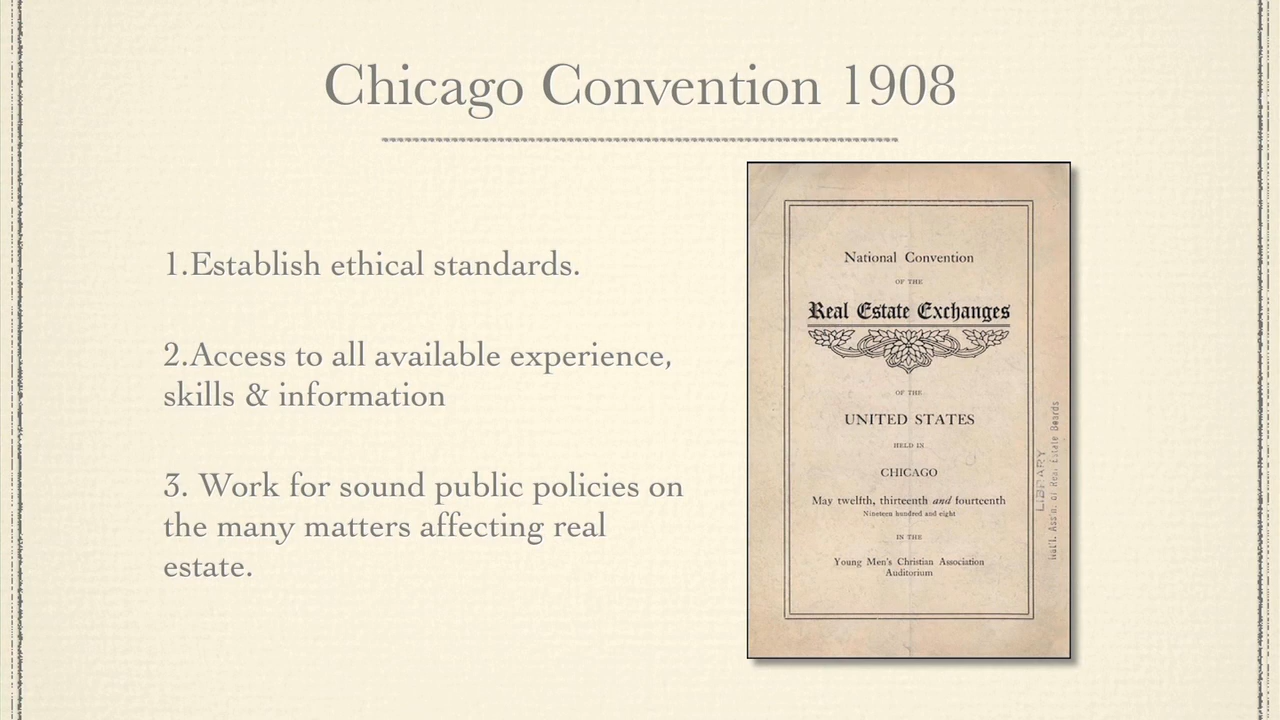 Chicago Convention 1908
1.Establish ethical standards.
2.Access to all available experience,
skills & information
3. Work for sound public policies on
the many matters affecting real
estate.
National Convention
OF THE
Real Estate Exchanges
OF THE
UNITED STATES
HELD IN
CHICAGO
May twelfth, thirteenth and fourteenth
Nineteen hundred and eight
IN THE
Young Men's Christian Association
Auditorium
LIBRARY
Nat'l. Ass'n. of Real Estate Boards